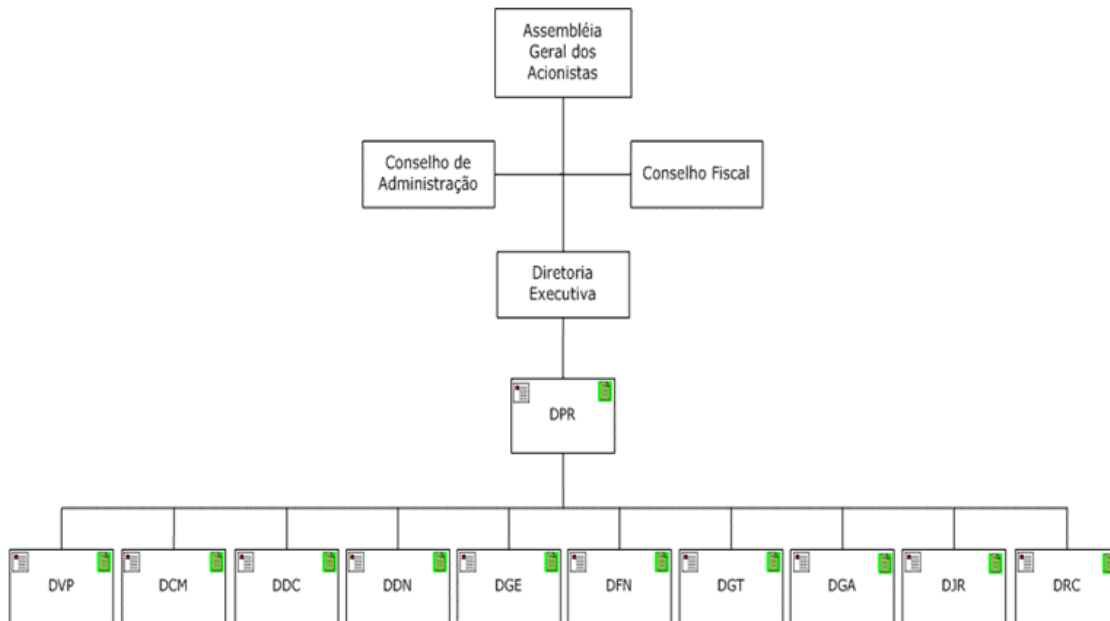 Assembléia
Geral dos
Acionistas
Conselho de
Administração
Conselho Fiscal
Diretoria
Executiva
DPR
DVP
DCM
DDC
DDN
DGE
DFN
DGT
DGA
DJR
DRC